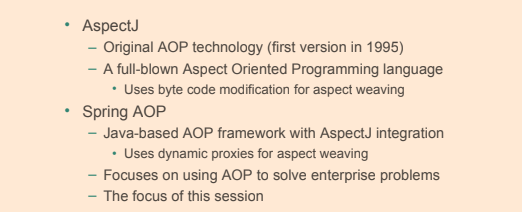 • AspectJ
– Original AOP technology (first version in 1995)
– A full-blown Aspect Oriented Programming language
• Uses byte code modification for aspect weaving
• Spring AOP
– Java-based AOP framework with AspectJ integration
• Uses dynamic proxies for aspect weaving
– Focuses on using AOP to solve enterprise problems
– The focus of this session